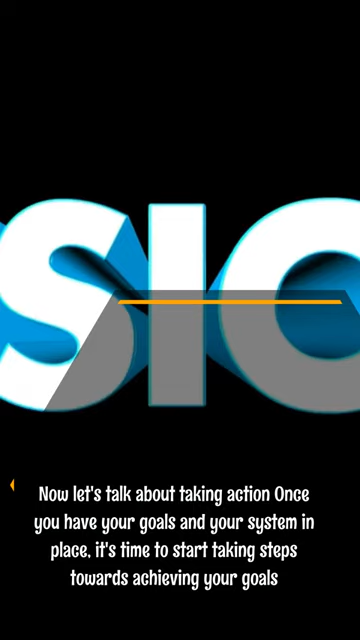 SIC
Now let's talk about taking action Once
you have your goals and your system in
place, it's time to start taking steps
towards achieving your goals